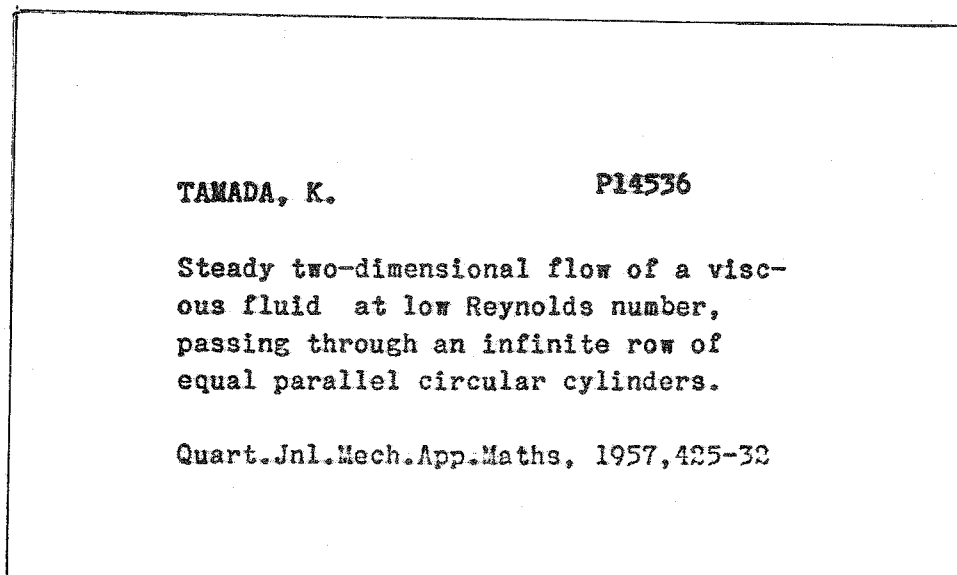 TAMADA, K. P14536
Steady two-dimensional flow of a visc-
ous fluid at low Reynolds number,
passing through an infinite row of
equal parallel circular cylinders.
Quart.Jnl.Mech.App.Maths, 1957,425-32